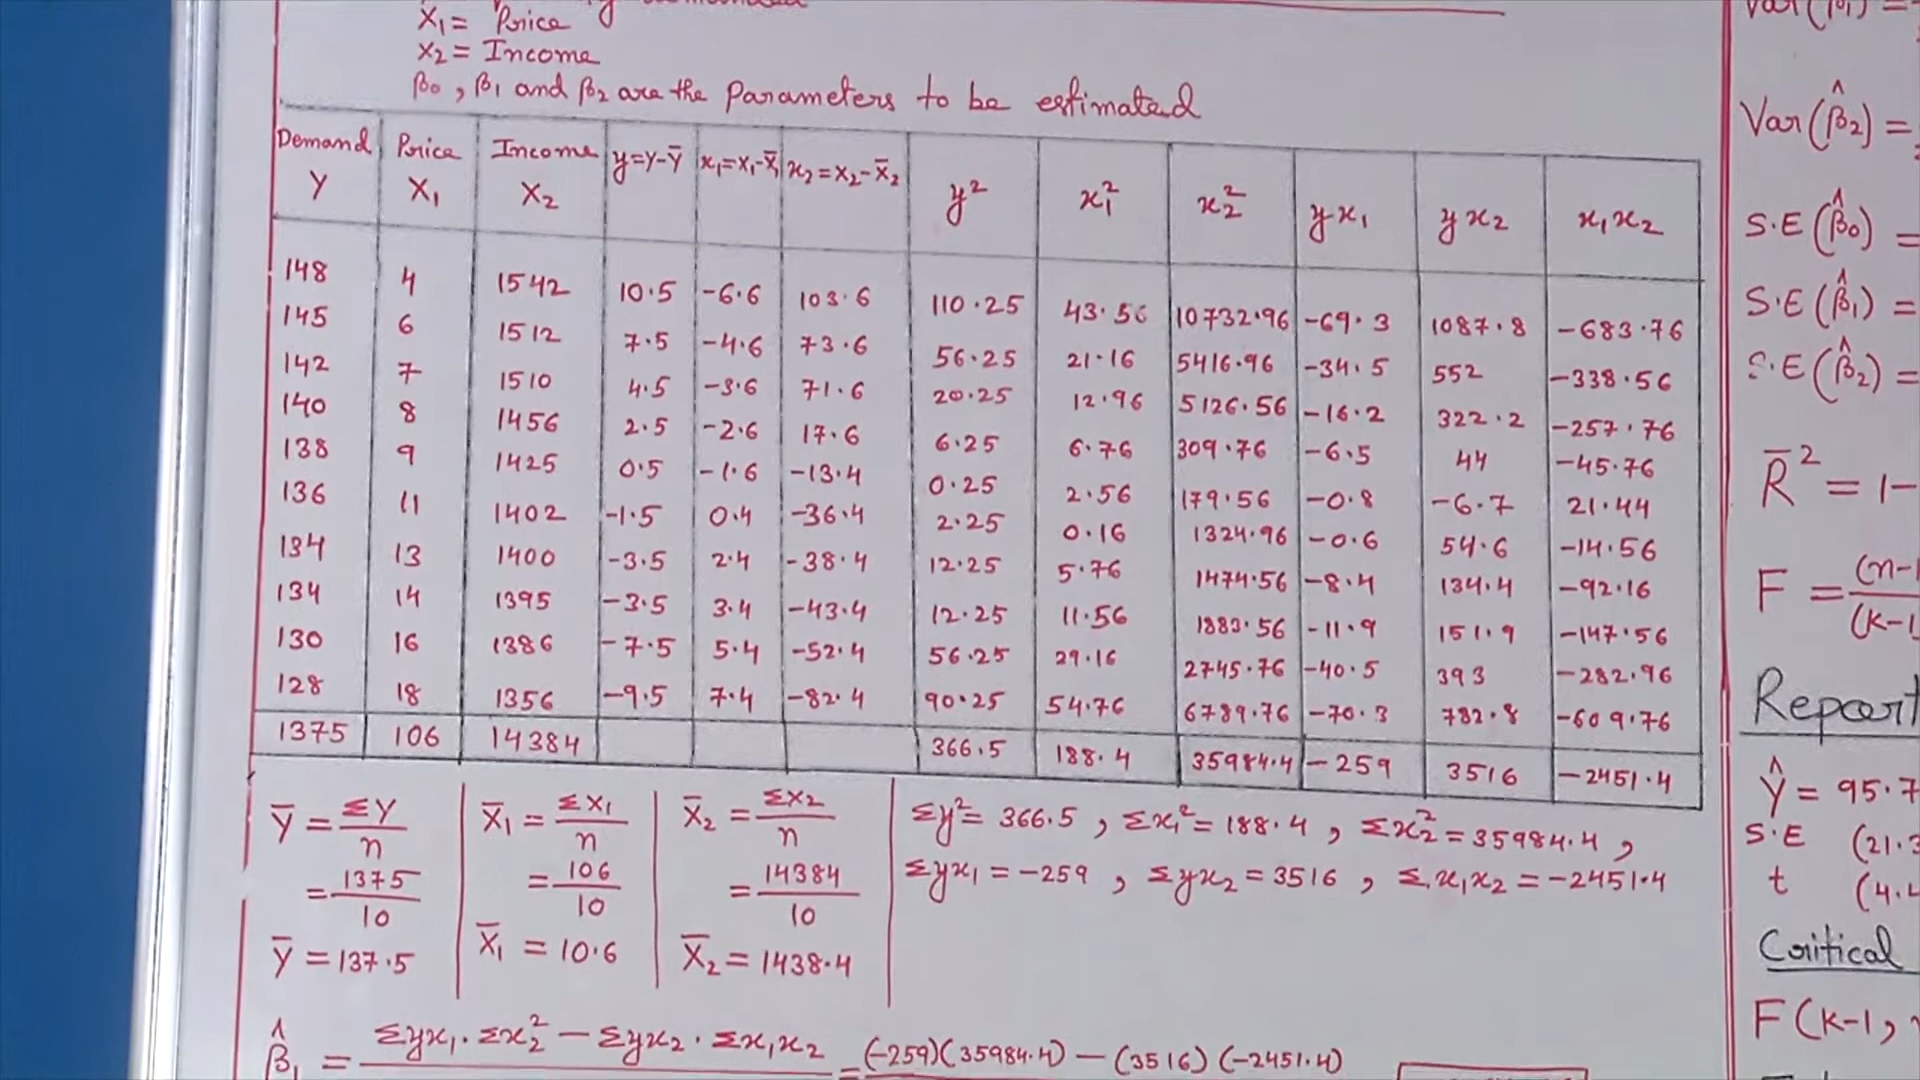 X₁ = Price
X₂ = Income
β₀, β₁ and β₂ are the Parameters to be estimated
Demand Y | Price X₁ | Income X₂ | y=Y-Ȳ | x₁=X₁-X̄₁ | x₂=X₂-X̄₂ | y² | x₁² | x₂² | yx₁ | yx₂ | x₁x₂
148 | 4 | 1542 | 10.5 | -6.6 | 103.6 | 110.25 | 43.56 | 10732.96 | -69.3 | 1087.8 | -683.76
145 | 6 | 1512 | 7.5 | -4.6 | 73.6 | 56.25 | 21.16 | 5416.96 | -34.5 | 552 | -338.56
142 | 7 | 1510 | 4.5 | -3.6 | 71.6 | 20.25 | 12.96 | 5126.56 | -16.2 | 322.2 | -257.76
140 | 8 | 1456 | 2.5 | -2.6 | 17.6 | 6.25 | 6.76 | 309.76 | -6.5 | 44 | -45.76
138 | 9 | 1425 | 0.5 | -1.6 | -13.4 | 0.25 | 2.56 | 179.56 | -0.8 | -6.7 | 21.44
136 | 11 | 1402 | -1.5 | 0.4 | -36.4 | 2.25 | 0.16 | 1324.96 | -0.6 | 54.6 | -14.56
134 | 13 | 1400 | -3.5 | 2.4 | -38.4 | 12.25 | 5.76 | 1474.56 | -8.4 | 134.4 | -92.16
134 | 14 | 1395 | -3.5 | 3.4 | -43.4 | 12.25 | 11.56 | 1883.56 | -11.9 | 151.9 | -147.56
130 | 16 | 1386 | -7.5 | 5.4 | -52.4 | 56.25 | 29.16 | 2745.76 | -40.5 | 393 | -282.96
128 | 18 | 1356 | -9.5 | 7.4 | -82.4 | 90.25 | 54.76 | 6789.76 | -70.3 | 782.8 | -609.76
1375 | 106 | 14384 | | | | 366.5 | 188.4 | 35984.4 | -259 | 3516 | -2451.4
Ȳ = ΣY/n
= 1375/10
Ȳ = 137.5
X̄₁ = ΣX₁/n
= 106/10
X̄₁ = 10.6
X̄₂ = ΣX₂/n
= 14384/10
X̄₂ = 1438.4
Σy² = 366.5, Σx₁² = 188.4, Σx₂² = 35984.4,
Σyx₁ = -259, Σyx₂ = 3516, Σx₁x₂ = -2451.4
β̂₁ = Σyx₁.Σx₂² - Σyx₂.Σx₁x₂ = (-259)(35984.4) - (3516)(-2451.4)
Var(β̂₂) =
S.E(β̂₀) =
S.E(β̂₁) =
S.E(β̂₂) =
R̄² = 1-
F = (n-
(k-1
Report
Ŷ = 95.7
S.E (21.3
t (4.4
Critical
F(k-1,